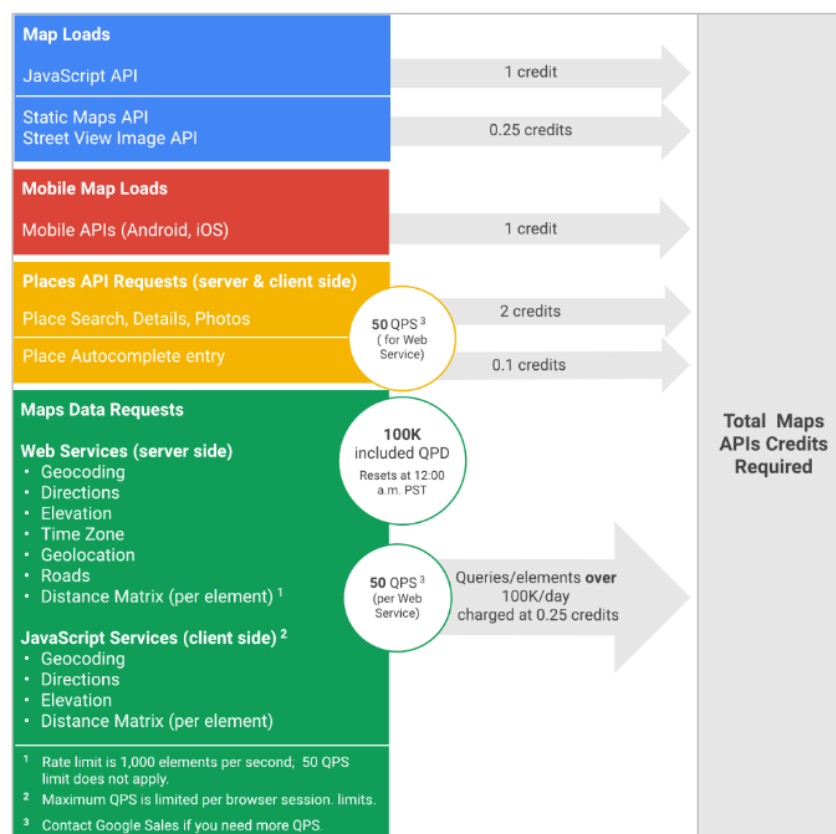 Map Loads
JavaScript API
1 credit
Static Maps API
Street View Image API
0.25 credits
Mobile Map Loads
Mobile APIs (Android, iOS)
1 credit
Places API Requests (server & client side)
Place Search, Details, Photos
2 credits
50 QPS 3
( for Web
Service)
Place Autocomplete entry
0.1 credits
Maps Data Requests
100K
included QPD
Resets at 12:00
a.m. PST
Web Services (server side)
• Geocoding
• Directions
• Elevation
• Time Zone
• Geolocation
• Roads
• Distance Matrix (per element) 1
50 QPS 3
(per Web
Service)
Queries/elements over
100K/day
charged at 0.25 credits
JavaScript Services (client side) 2
• Geocoding
• Directions
• Elevation
• Distance Matrix (per element)
1 Rate limit is 1,000 elements per second; 50 QPS
limit does not apply.
2 Maximum QPS is limited per browser session. limits.
3 Contact Google Sales if you need more QPS.
Total Maps
APIs Credits
Required